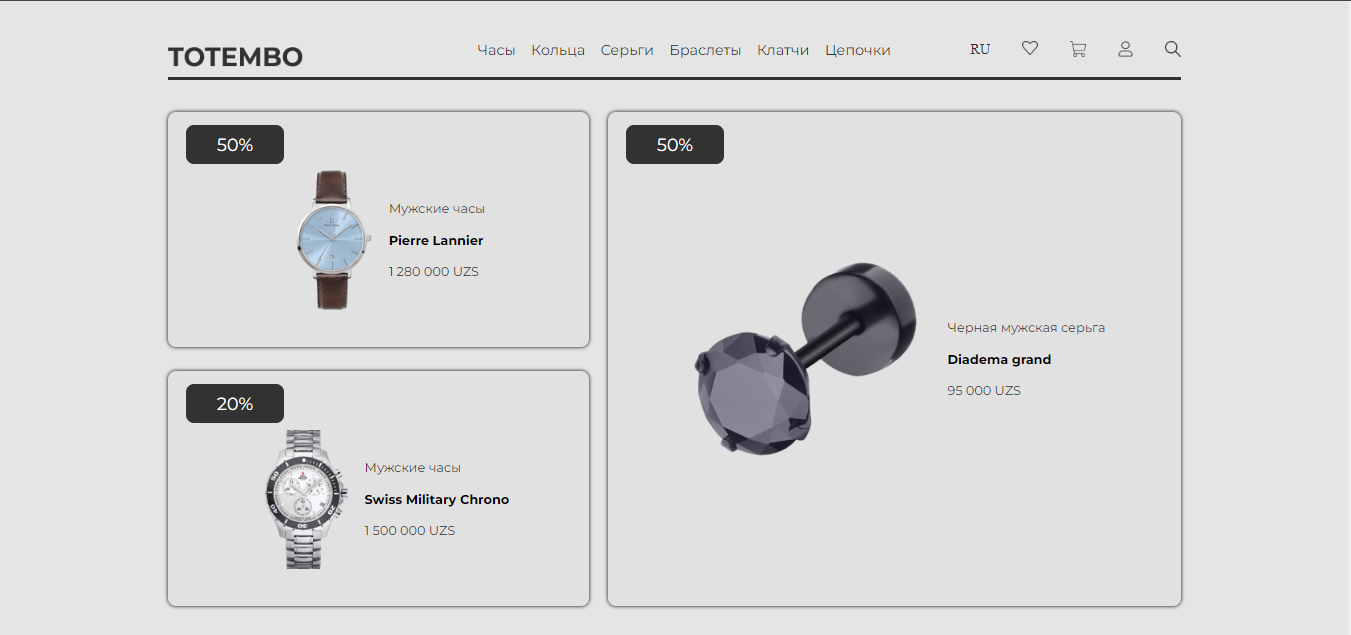 TOTEMBO
Часы Кольца Серьги Браслеты Клатчи Цепочки
RU
50%
Мужские часы
Pierre Lannier
1 280 000 UZS
20%
Мужские часы
Swiss Military Chrono
1 500 000 UZS
50%
Черная мужская серьга
Diadema grand
95 000 UZS